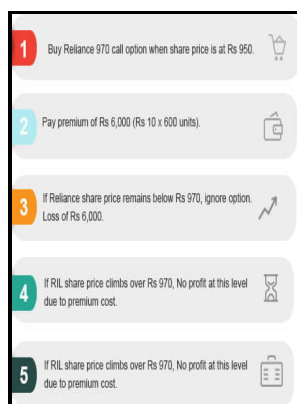 1
Buy Reliance 970 call option when share price is at Rs 950.
2
Pay premium of Rs 6,000 (Rs 10 x 600 units).
3
If Reliance share price remains below Rs 970, ignore option.
Loss of Rs 6,000.
4
If RIL share price climbs over Rs 970, No profit at this level
due to premium cost.
5
If RIL share price climbs over Rs 970, No profit at this level
due to premium cost.